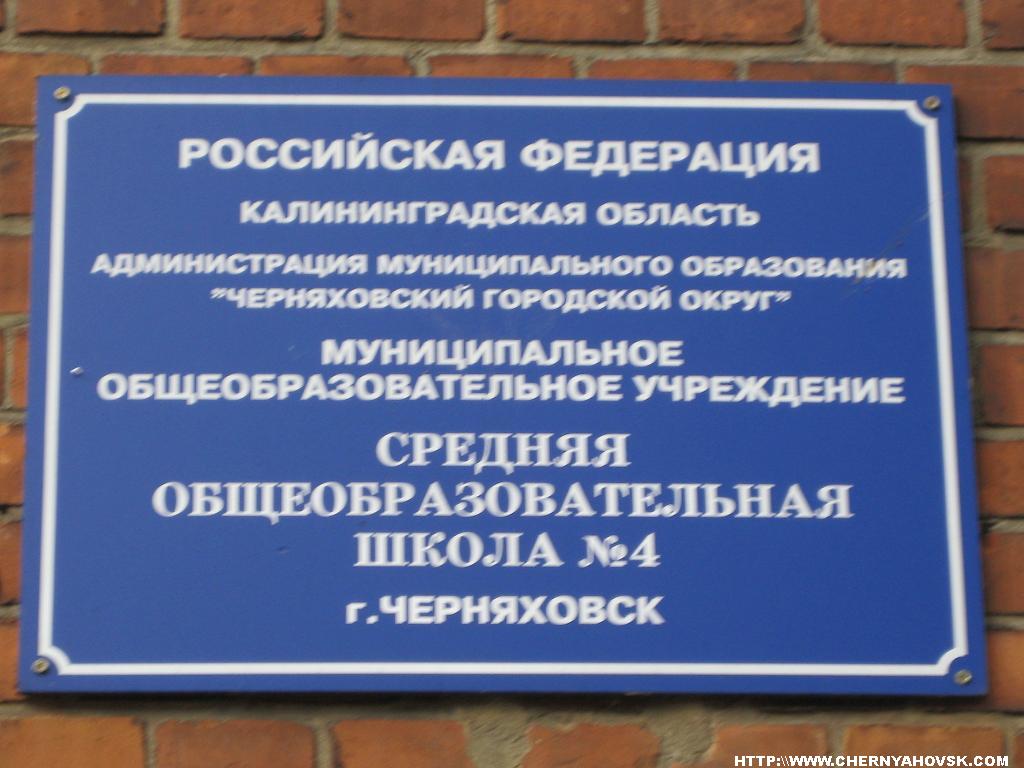 РОССИЙСКАЯ ФЕДЕРАЦИЯ
КАЛИНИНГРАДСКАЯ ОБЛАСТЬ
АДМИНИСТРАЦИЯ МУНИЦИПАЛЬНОГО ОБРАЗОВАНИЯ
"ЧЕРНЯХОВСКИЙ ГОРОДСКОЙ ОКРУГ"
МУНИЦИПАЛЬНОЕ
ОБЩЕОБРАЗОВАТЕЛЬНОЕ УЧРЕЖДЕНИЕ
СРЕДНЯЯ
ОБЩЕОБРАЗОВАТЕЛЬНАЯ
ШКОЛА №4
г.ЧЕРНЯХОВСК
HTTP:\\WWW.CHERNYAHOVSK.COM